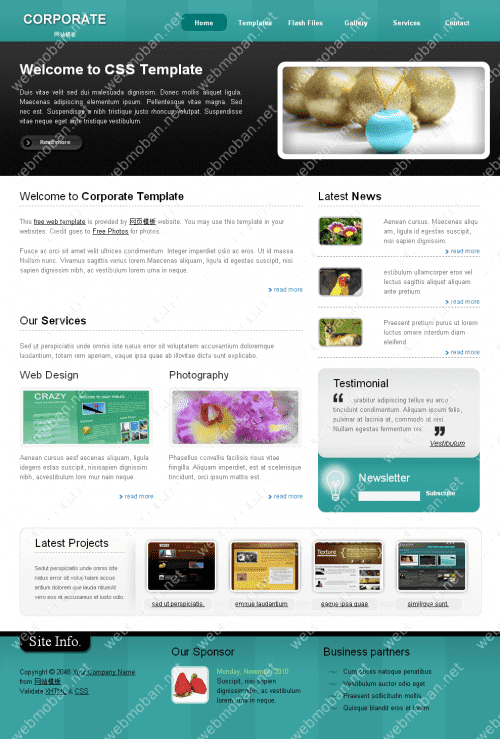 CORPORATE
网站模板
Home Templates Flash Files Gallery Services Contact
Welcome to CSS Template
Duis vitae velit sed dui malesuada dignissim. Donec mollis aliquet ligula.
Maecenas adipiscing elementum ipsum. Pellentesque vitae magna. Sed
nec est. Suspendisse a nibh tristique justo rhoncus volutpat. Suspendisse
vitae neque eget ante tristique vestibulum.
Read more
Welcome to Corporate Template
This free web template is provided by 网页模板 website. You may use this template in your
websites. Credit goes to Free Photos for photos.
Fusce ac orci sit amet velit ultrices condimentum. Integer imperdiet odio ac eros. Ut id massa.
Nullam nunc. Vivamus sagittis varius lorem Maecenas aliquam, ligula id egestas suscipit, nisi
sapien dignissim nibh, ac vestibulum lorem urna in neque.
read more
Latest News
Aenean cursus. Maecenas aliqu
am, ligula id egestas suscipit,
nisi sapien dignissim.
read more
estibulum ullamcorper eros vel
lectus sagittis aliquet aliquam
ante pretium.
read more
Praesent pretium purus ut lorem
luctus ornare interdum diam
eleifend.
read more
Our Services
Sed ut perspiciatis unde omnis iste natus error sit voluptatem accusantium doloremque
laudantium, totam rem aperiam, eaque ipsa quae ab illovitae dicta sunt explicabo.
Web Design
Photography
CRAZY
Aenean cursus aesf aecenas aliquam, ligula
idegers estas suscipit, nisisapien dignissim
nibh, acvestibulum lore mur nain neque.
read more
Phasellus convallis facilisis risus vitae
fringilla. Aliquam imperdiet, est at scelerisque
tincidunt, orci ipsum mattis est.
read more
Testimonial
urabitur adipiscing tellus eu arcu
tincidunt condimentum. Aliquam ipsum felis,
pulvinar at lacinia at, commodo ut nisi.
Nullam egestas fermentum nisi.
Vestibulum
Newsletter
Subscribe
Latest Projects
Sedut perspiciatis unde omnis iste
natus error sit volup tatem accus
antium dolorem que lauda ntiumld
vero eos et accusamus et iusto odio.
Texture
sed ut perspiciatis.
emque laudantium
eaque ipsa quae
similique sunt.
Site Info.
Copyright © 2048 Your Company Name
from 网站模板
Validate XHTML & CSS
Our Sponsor
Monday, November 2010
Suscipit, nisi sapien
dignissim nibh, ac vestibulum
lorem urna in neque.
Business partners
Cum sociis natoque penatibus
Vestibulum auctor odio eget
Praesent sollicitudin mollis
Quisque blandit eros et lorem
webmoban.net